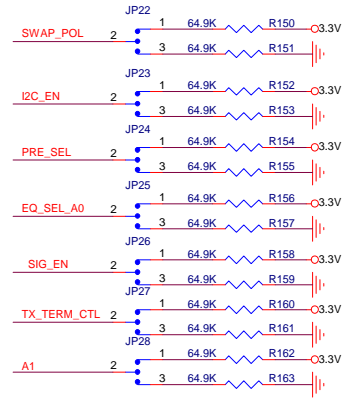 JP22
1 64.9K R150 3.3V
SWAP_POL 2
3 64.9K R151
JP23
1 64.9K R152 3.3V
I2C_EN 2
3 64.9K R153
JP24
1 64.9K R154 3.3V
PRE_SEL 2
3 64.9K R155
JP25
1 64.9K R156 3.3V
EQ_SEL_A0 2
3 64.9K R157
JP26
1 64.9K R158 3.3V
SIG_EN 2
3 64.9K R159
JP27
1 64.9K R160 3.3V
TX_TERM_CTL 2
3 64.9K R161
JP28
1 64.9K R162 3.3V
A1 2
3 64.9K R163